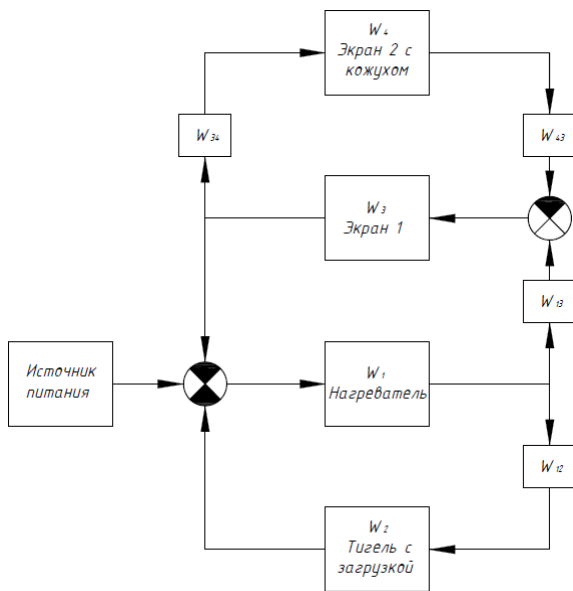 W₄
Экран 2 с
кожухом
W₃₄
W₄₃
W₃
Экран 1
W₁₃
Источник
питания
W₁
Нагреватель
W₁₂
W₂
Тигель с
загрузкой